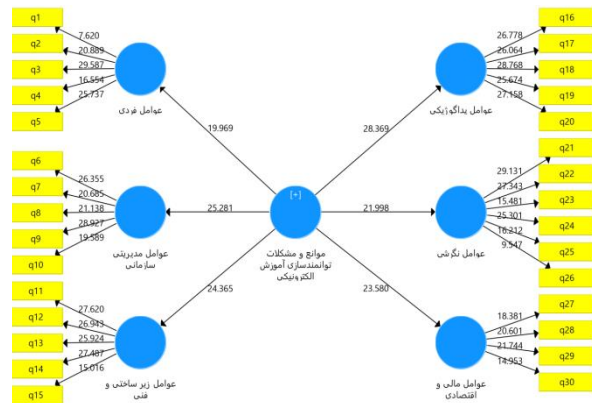 q1
q2
q3
q4
q5
7.620
20.889
29.587
16.554
25.737
عوامل فردی
q6
q7
q8
q9
q10
26.355
20.685
21.138
28.927
19.589
عوامل مدیریتی
سازمانی
q11
q12
q13
q14
q15
27.620
26.943
25.924
27.487
15.016
عوامل زیر ساختی و
فنی
19.969
25.281
24.365
[+]
موانع و مشکلات
توانمندسازی آموزش
الکترونیکی
28.369
21.998
23.580
عوامل پداگوژیکی
26.778
26.064
28.768
25.674
27.158
q16
q17
q18
q19
q20
عوامل نگرشی
29.131
27.343
15.481
25.301
16.212
9.547
q21
q22
q23
q24
q25
q26
عوامل مالی و
اقتصادی
18.381
20.601
21.744
14.953
q27
q28
q29
q30